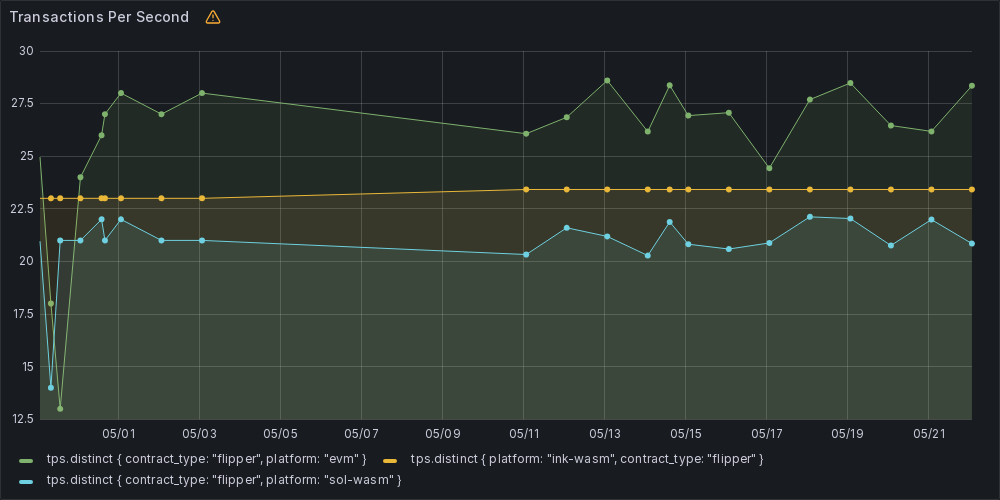 Transactions Per Second
30
27.5
25
22.5
20
17.5
15
12.5
05/01 05/03 05/05 05/07 05/09 05/11 05/13 05/15 05/17 05/19 05/21
tps.distinct { contract_type: "flipper", platform: "evm" } tps.distinct { platform: "ink-wasm", contract_type: "flipper" }
tps.distinct { contract_type: "flipper", platform: "sol-wasm" }